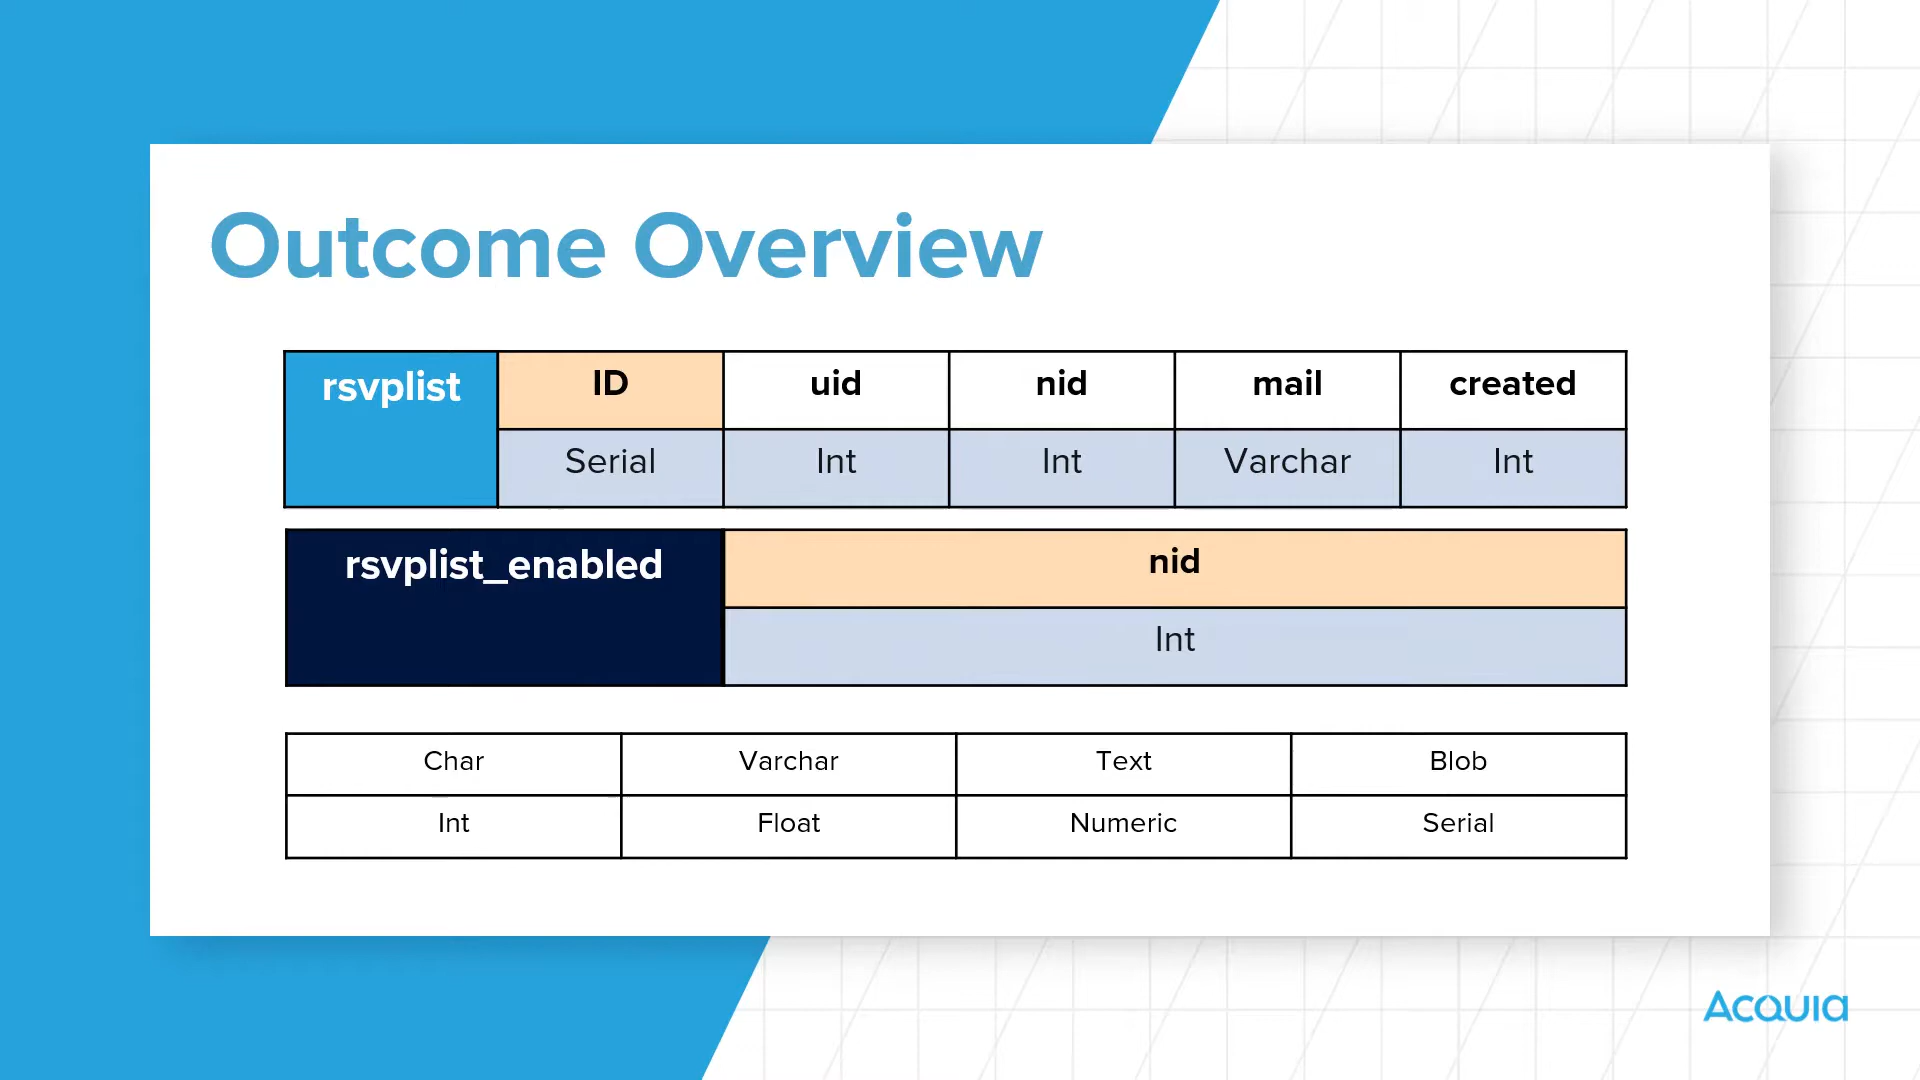 Outcome Overview
rsvplist ID uid nid mail created
Serial Int Int Varchar Int
rsvplist_enabled nid
Int
Char Varchar Text Blob
Int Float Numeric Serial
Acquia